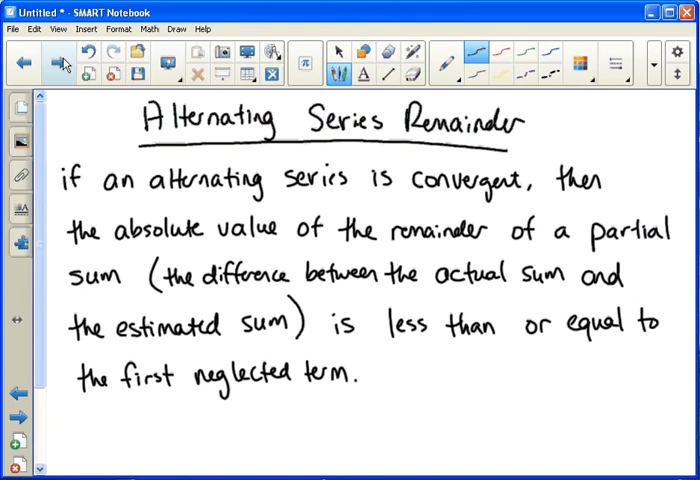 Untitled * - SMART Notebook
File Edit View Insert Format Math Draw Help
π
A
Alternating Series Remainder
if an alternating series is convergent, then
the absolute value of the remainder of a partial
sum (the difference between the actual sum and
the estimated sum) is less than or equal to
the first neglected term.